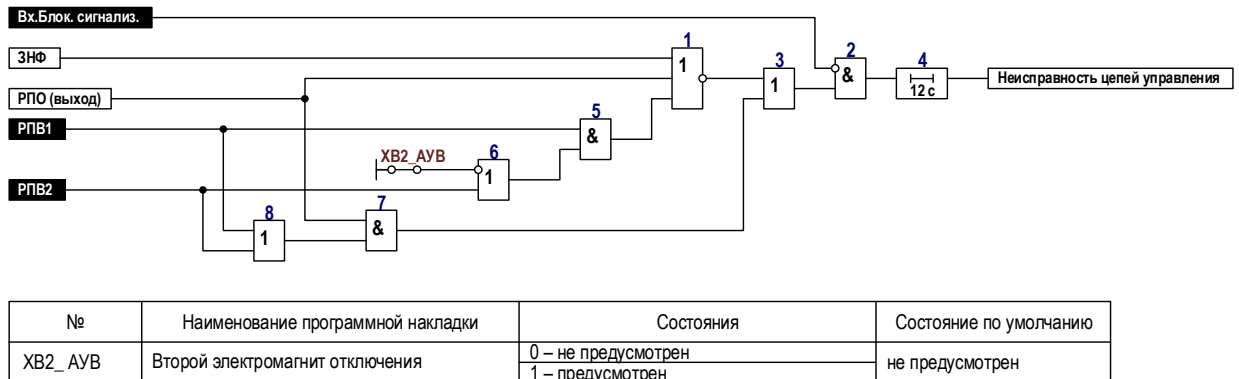 Вх.Блок. сигнализ.
ЗНФ
РПО (выход)
РПВ1
РПВ2
1
1
2
&
3
1
4
12 с
Неисправность цепей управления
5
&
ХВ2_АУВ
6
1
7
&
8
1
№ Наименование программной накладки Состояния Состояние по умолчанию
ХВ2_ АУВ Второй электромагнит отключения 0 – не предусмотрен не предусмотрен
1 – предусмотрен